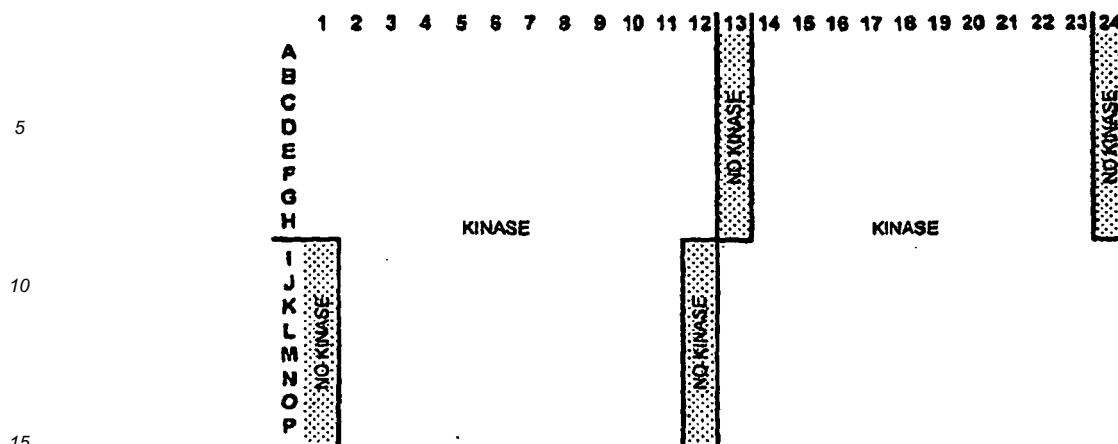 1 2 3 4 5 6 7 8 9 10 11 12 13 14 15 16 17 18 19 20 21 22 23 24
A
B
C
5
D
E
F
G
H
NO KINASE
NO KINASE
KINASE
KINASE
I
10
J
K
L
M
N
O
P
NO KINASE
NO KINASE
15